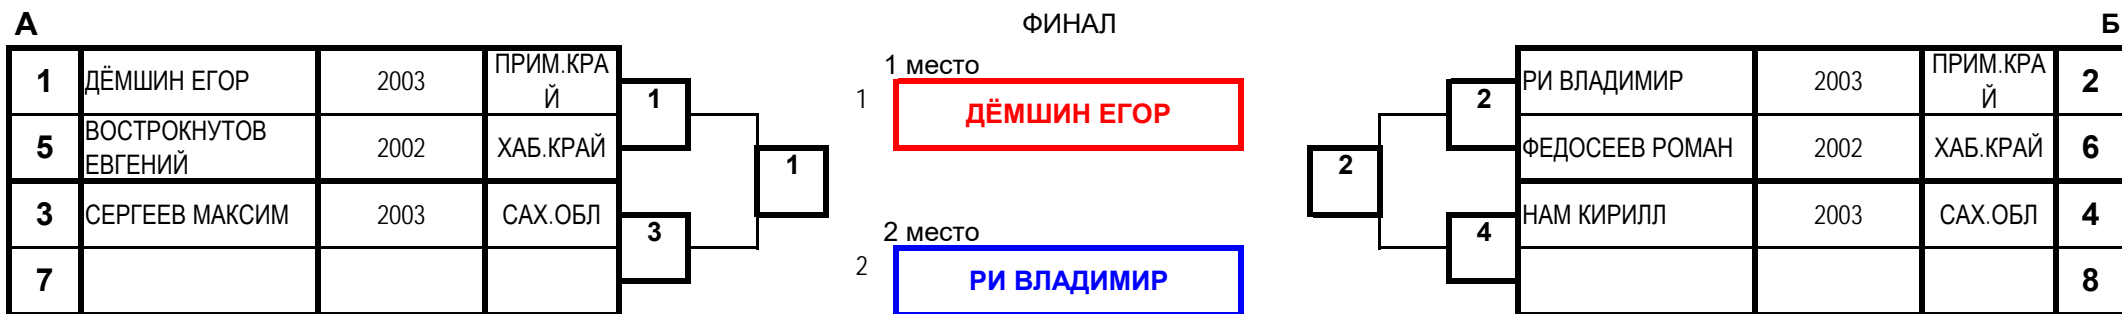 А
ФИНАЛ
Б
1 ДЁМШИН ЕГОР 2003 ПРИМ.КРА
Й
5 ВОСТРОКНУТОВ
ЕВГЕНИЙ 2002 ХАБ.КРАЙ
3 СЕРГЕЕВ МАКСИМ 2003 САХ.ОБЛ
7
1
3
1
1 место
1 ДЁМШИН ЕГОР
2 место
2 РИ ВЛАДИМИР
2
2
4
РИ ВЛАДИМИР 2003 ПРИМ.КРА
Й 2
ФЕДОСЕЕВ РОМАН 2002 ХАБ.КРАЙ 6
НАМ КИРИЛЛ 2003 САХ.ОБЛ 4
8